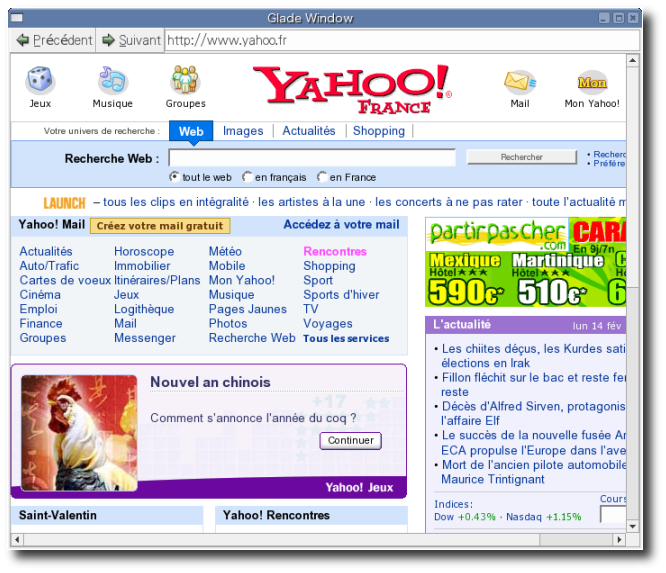 Glade Window
Précédent Suivant http://www.yahoo.fr
Jeux Musique Groupes YAHOO! FRANCE Mail Mon Mon Yahoo!
Votre univers de recherche : Web Images Actualités Shopping
Recherche Web : Rechercher • Recherc
• Préfére
tout le web en français en France
LAUNCH – tous les clips en intégralité · les artistes à la une · les concerts à ne pas rater · toute l'actualité m
Yahoo! Mail Créez votre mail gratuit Accédez à votre mail
Actualités Horoscope Météo Rencontres
Auto/Trafic Immobilier Mobile Shopping
Cartes de voeux Itinéraires/Plans Mon Yahoo! Sport
Cinéma Jeux Musique Sports d'hiver
Emploi Logithèque Pages Jaunes TV
Finance Mail Photos Voyages
Groupes Messenger Recherche Web Tous les services
partirpascher .com CARA
En 9j/7n
Mexique Martinique
Hôtel ★★★ Hôtel ★★★ Hô
590€* 510€* 6
L'actualité lun 14 fév
• Les chiites déçus, les Kurdes sati
élections en Irak
• Fillon fléchit sur le bac et reste fer
reste
• Décès d'Alfred Sirven, protagonis
l'affaire Elf
• Le succès de la nouvelle fusée Ar
ECA propulse l'Europe dans l'ave
• Mort de l'ancien pilote automobile
Maurice Trintignant
Indices: Cours
Dow +0.43% · Nasdaq +1.15%
Nouvel an chinois
+17
Comment s'annonce l'année du coq ?
Continuer
Yahoo! Jeux
Saint-Valentin Yahoo! Rencontres